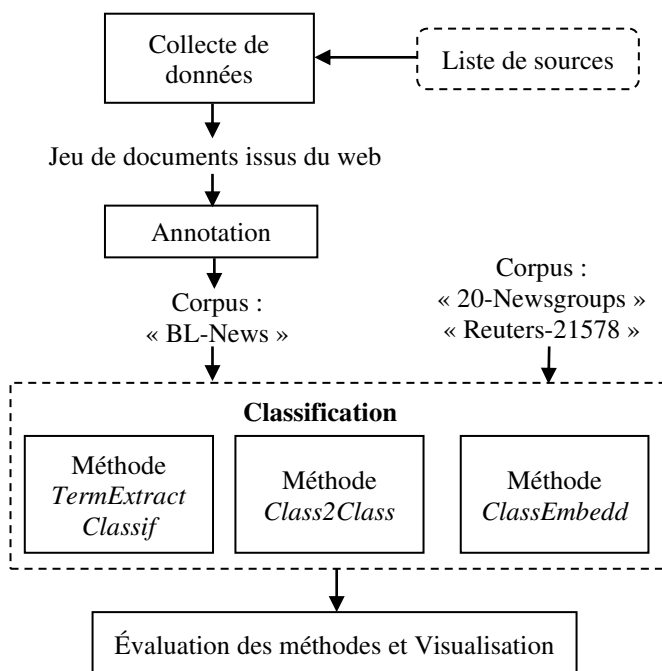 Collecte de
données
Liste de sources
Jeu de documents issus du web
Annotation
Corpus :
« BL-News »
Corpus :
« 20-Newsgroups »
« Reuters-21578 »
Classification
Méthode
TermExtract
Classif
Méthode
Class2Class
Méthode
ClassEmbedd
Évaluation des méthodes et Visualisation